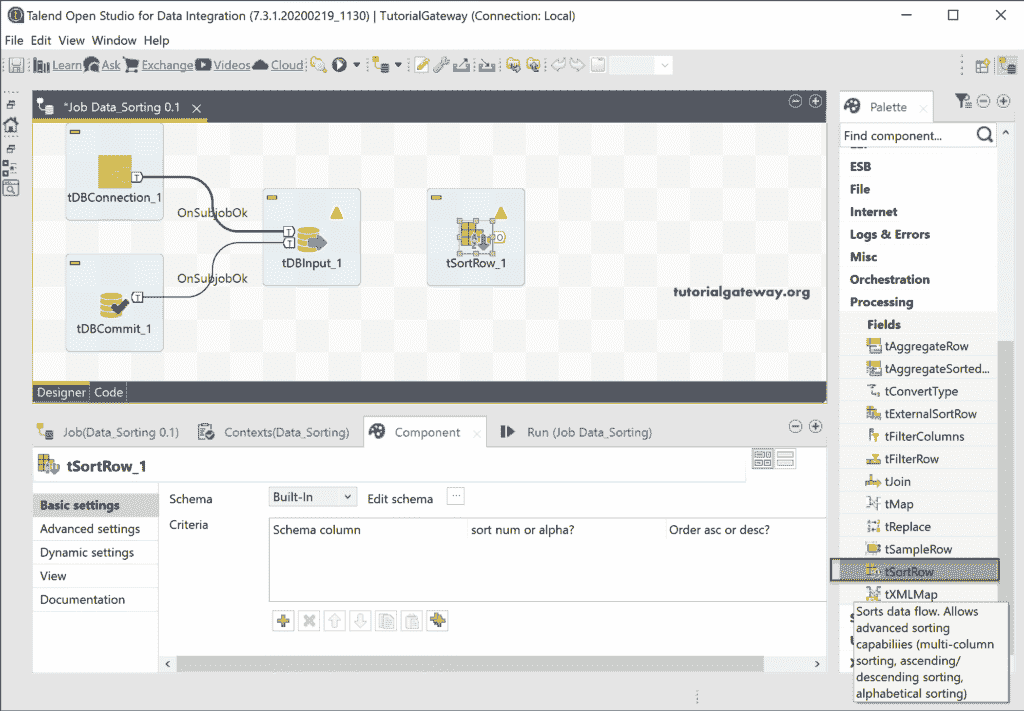 Talend Open Studio for Data Integration (7.3.1.20200219_1130) | TutorialGateway (Connection: Local)
File Edit View Window Help
Learn Ask Exchange Videos Cloud
*Job Data_Sorting 0.1
tDBConnection_1
OnSubjobOk
tDBInput_1
tSortRow_1
OnSubjobOk
tDBCommit_1
tutorialgateway.org
Designer Code
Job(Data_Sorting 0.1) Contexts(Data_Sorting) Component Run (Job Data_Sorting)
tSortRow_1
Basic settings
Advanced settings
Dynamic settings
View
Documentation
Schema Built-In Edit schema ...
Criteria
Schema column sort num or alpha? Order asc or desc?
Palette
Find component...
ESB
File
Internet
Logs & Errors
Misc
Orchestration
Processing
Fields
tAggregateRow
tAggregateSorted...
tConvertType
tExternalSortRow
tFilterColumns
tFilterRow
tJoin
tMap
tReplace
tSampleRow
tSortRow
tXMLMap
Sorts data flow. Allows
advanced sorting
capabiliies (multi-column
sorting, ascending/
descending sorting,
alphabetical sorting)